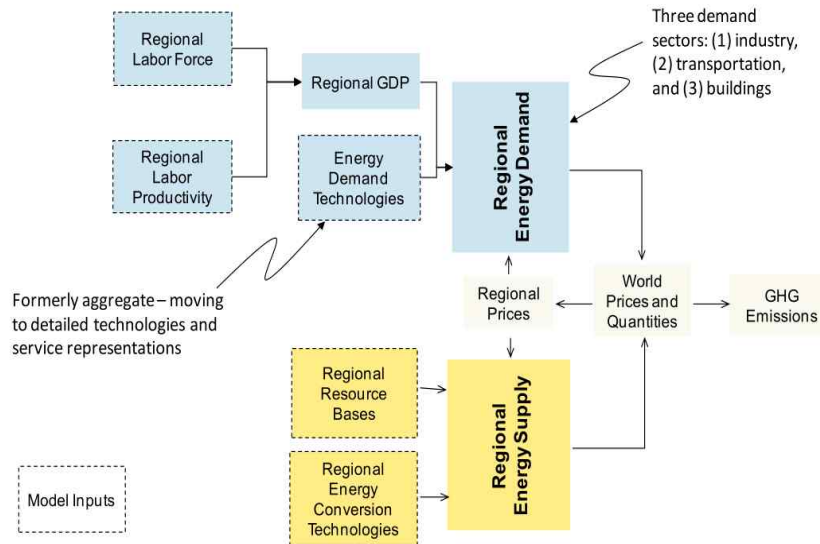 Regional
Labor Force
Regional
Labor
Productivity
Regional GDP
Energy
Demand
Technologies
Regional
Energy Demand
Three demand
sectors: (1) industry,
(2) transportation,
and (3) buildings
Formerly aggregate – moving
to detailed technologies and
service representations
Regional
Prices
World
Prices and
Quantities
GHG
Emissions
Regional
Resource
Bases
Regional
Energy
Conversion
Technologies
Regional
Energy Supply
Model Inputs